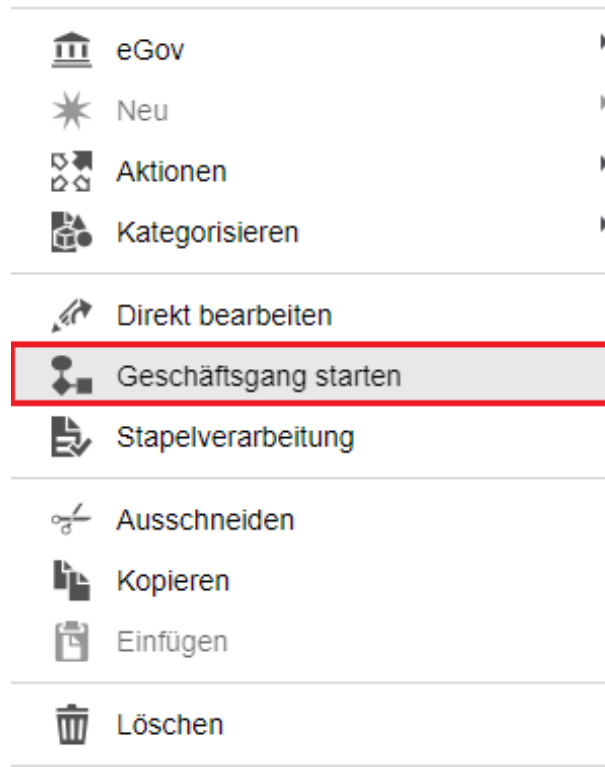 eGov
Neu
Aktionen
Kategorisieren
Direkt bearbeiten
Geschäftsgang starten
Stapelverarbeitung
Ausschneiden
Kopieren
Einfügen
Löschen